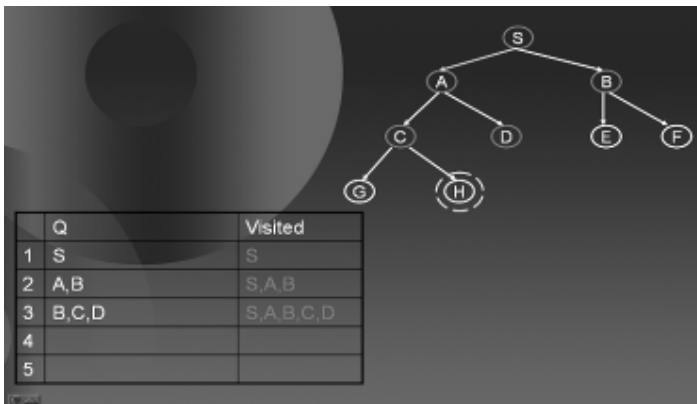 S
A B
C D E F
G H
Q Visited
1 S S
2 A,B S,A,B
3 B,C,D S,A,B,C,D
4
5